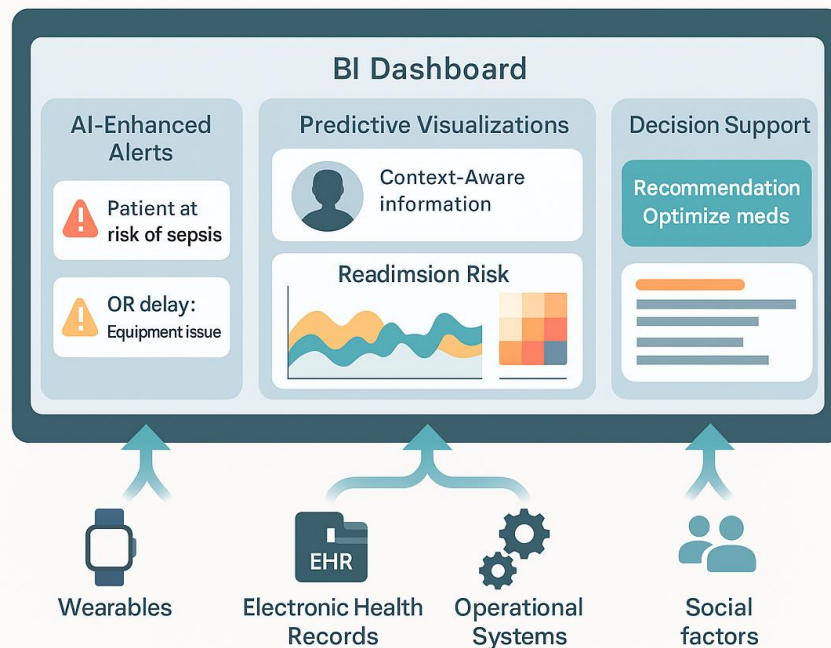 BI Dashboard
AI-Enhanced
Alerts
Patient at
risk of sepsis
OR delay:
Equipment issue
Predictive Visualizations
Context-Aware
information
Readimsion Risk
Decision Support
Recommendation
Optimize meds
Wearables
EHR
Electronic Health
Records
Operational
Systems
Social
factors